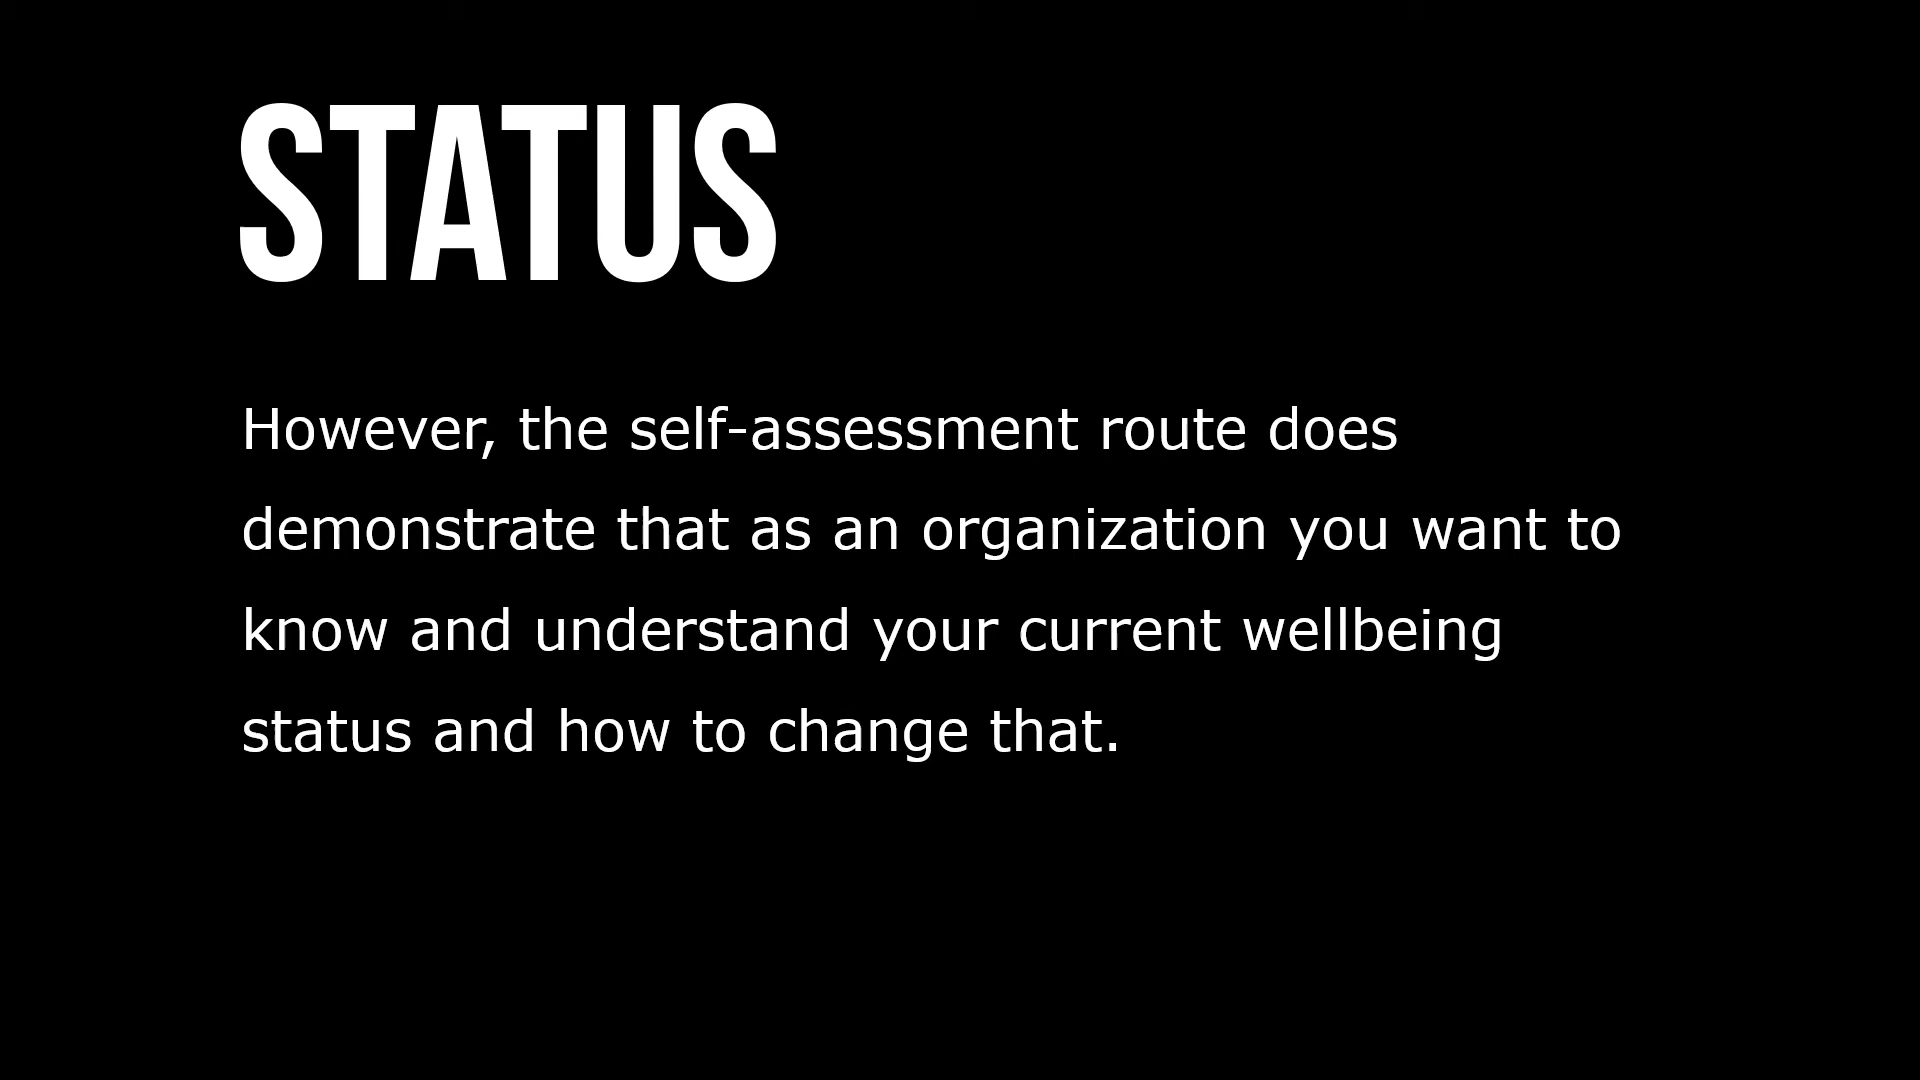 STATUS
However, the self-assessment route does
demonstrate that as an organization you want to
know and understand your current wellbeing
status and how to change that.